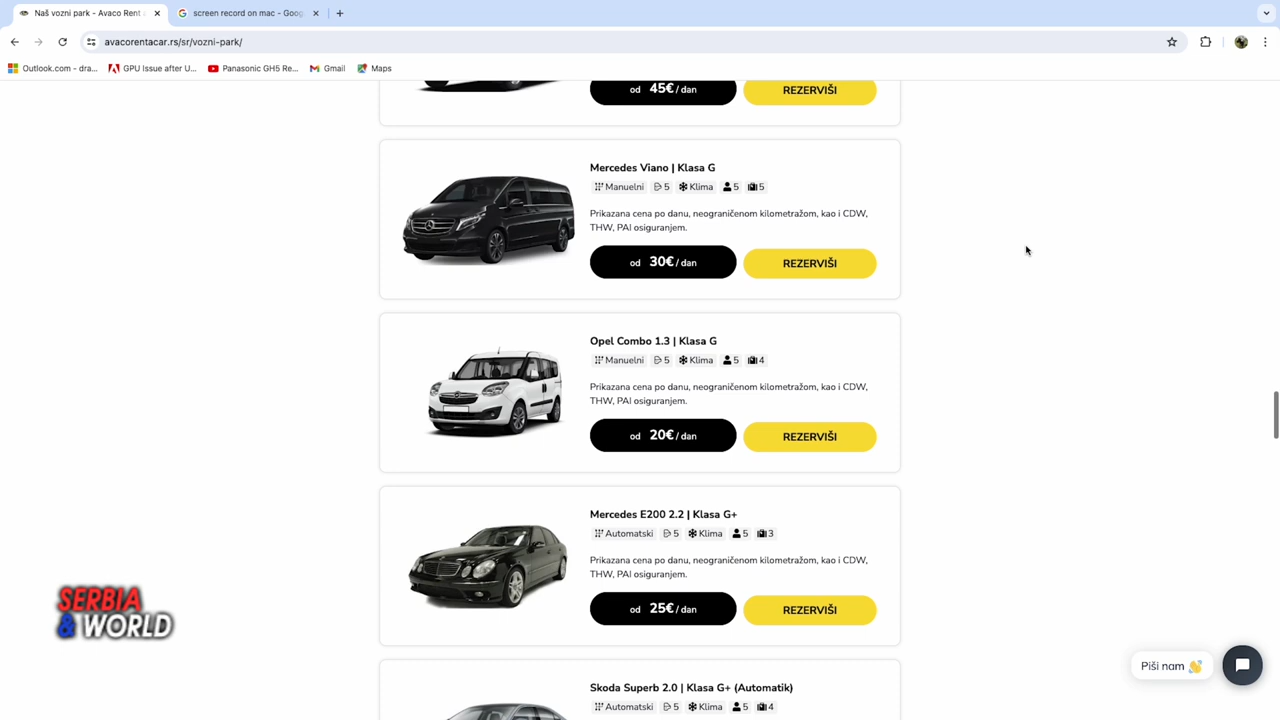 Naš vozni park - Avaco Rent a
screen record on mac - Goog
avacorentacar.rs/sr/vozni-park/
Outlook.com - dra...
GPU Issue after U...
Panasonic GH5 Re...
Gmail
Maps
od 45€ / dan
REZERVIŠI
Mercedes Viano | Klasa G
Manuelni 5 Klima 5 5
Prikazana cena po danu, neograničenom kilometražom, kao i CDW,
THW, PAI osiguranjem.
od 30€ / dan
REZERVIŠI
Opel Combo 1.3 | Klasa G
Manuelni 5 Klima 5 4
Prikazana cena po danu, neograničenom kilometražom, kao i CDW,
THW, PAI osiguranjem.
od 20€ / dan
REZERVIŠI
Mercedes E200 2.2 | Klasa G+
Automatski 5 Klima 5 3
Prikazana cena po danu, neograničenom kilometražom, kao i CDW,
THW, PAI osiguranjem.
od 25€ / dan
REZERVIŠI
SERBIA
& WORLD
Piši nam 👋
Skoda Superb 2.0 | Klasa G+ (Automatik)
Automatski 5 Klima 5 4